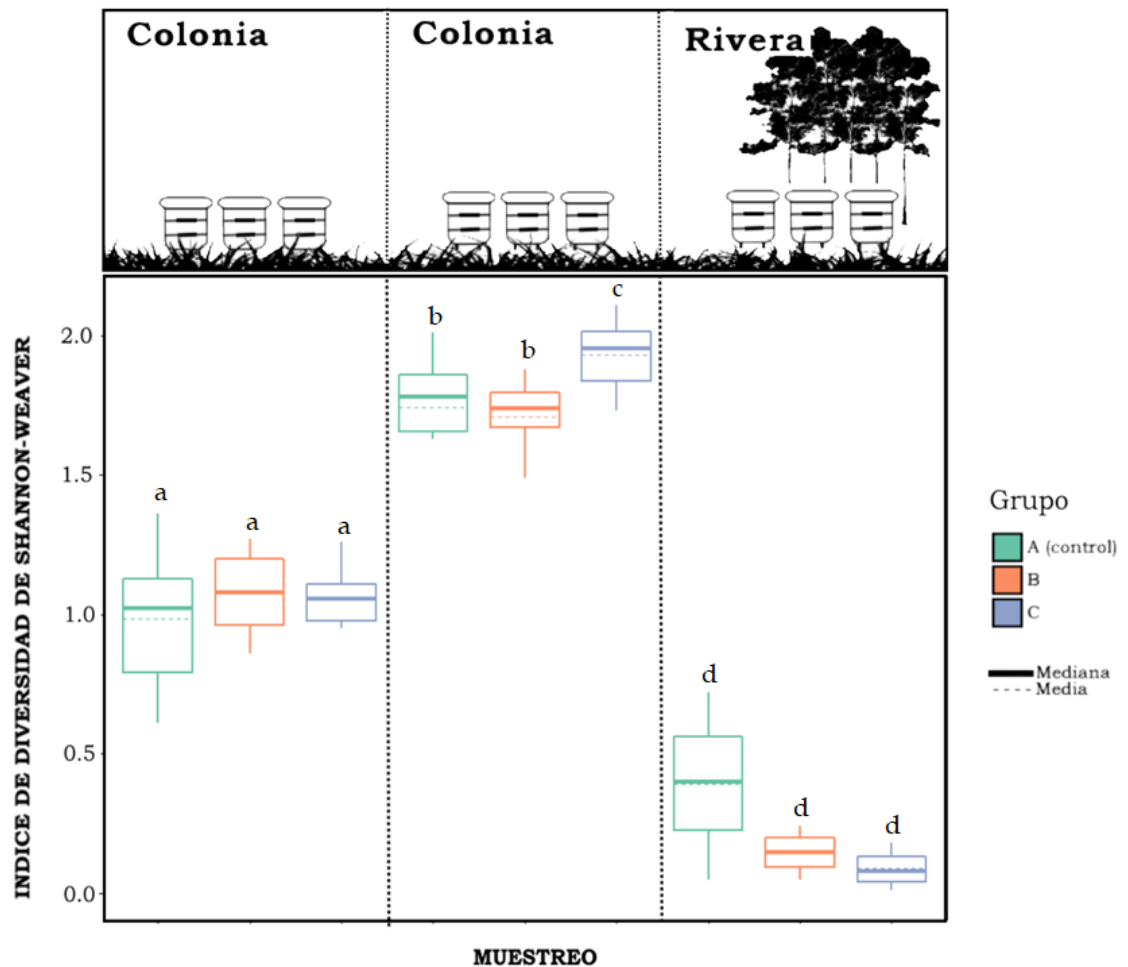 Colonia
Colonia
Rivera
INDICE DE DIVERSIDAD DE SHANNON-WEAVER
2.0
1.5
1.0
0.5
0.0
a
a
a
b
b
c
d
d
d
MUESTREO
Grupo
A (control)
B
C
Mediana
Media